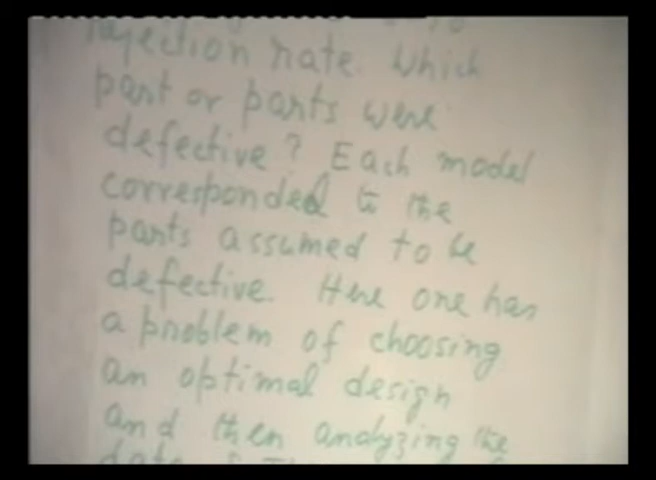 rejection rate. Which
part or parts were
defective? Each model
corresponded to the
parts assumed to be
defective. Here one has
a problem of choosing
an optimal design
and then analyzing the
data